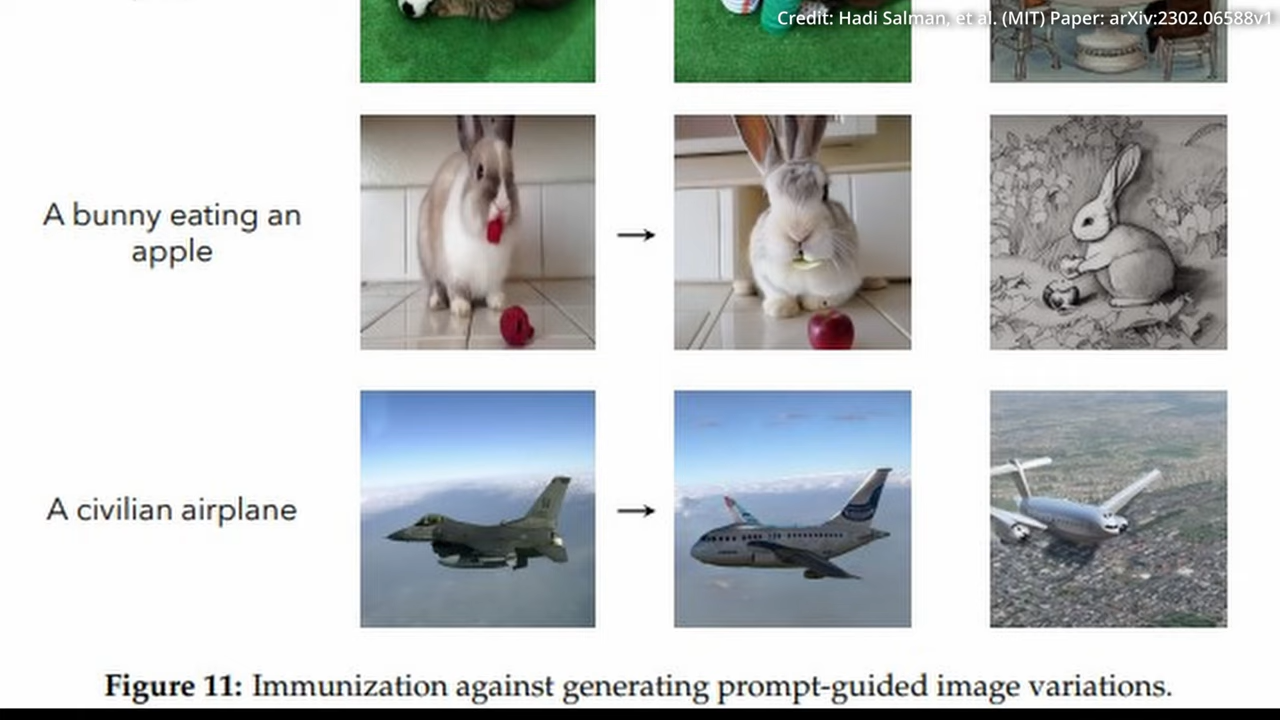 Credit: Hadi Salman, et al. (MIT) Paper: arXiv:2302.06588v1
A bunny eating an
apple
A civilian airplane
Figure 11: Immunization against generating prompt-guided image variations.